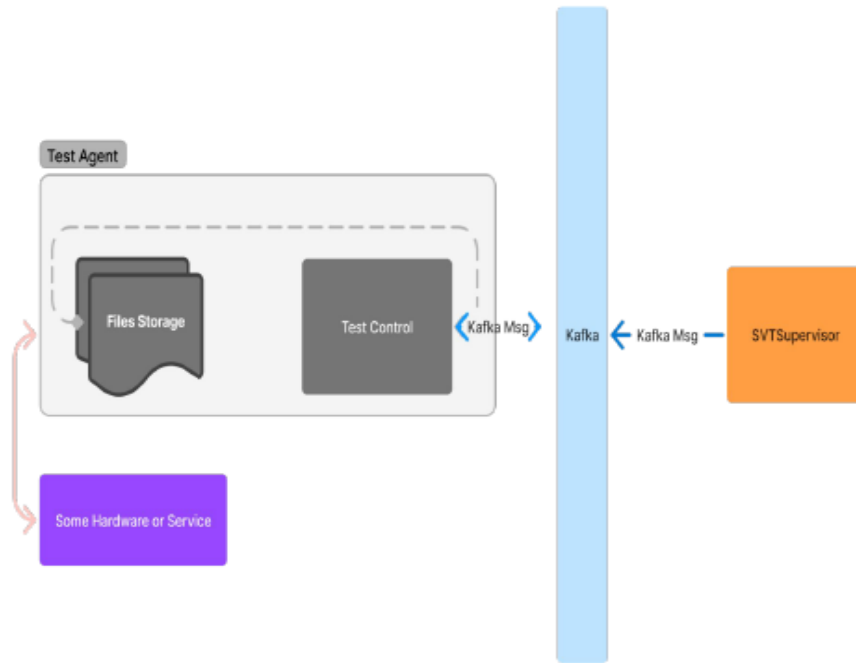 Test Agent
Files Storage
Test Control
Kafka Msg
Kafka
Kafka Msg
SVTSupervisor
Some Hardware or Service